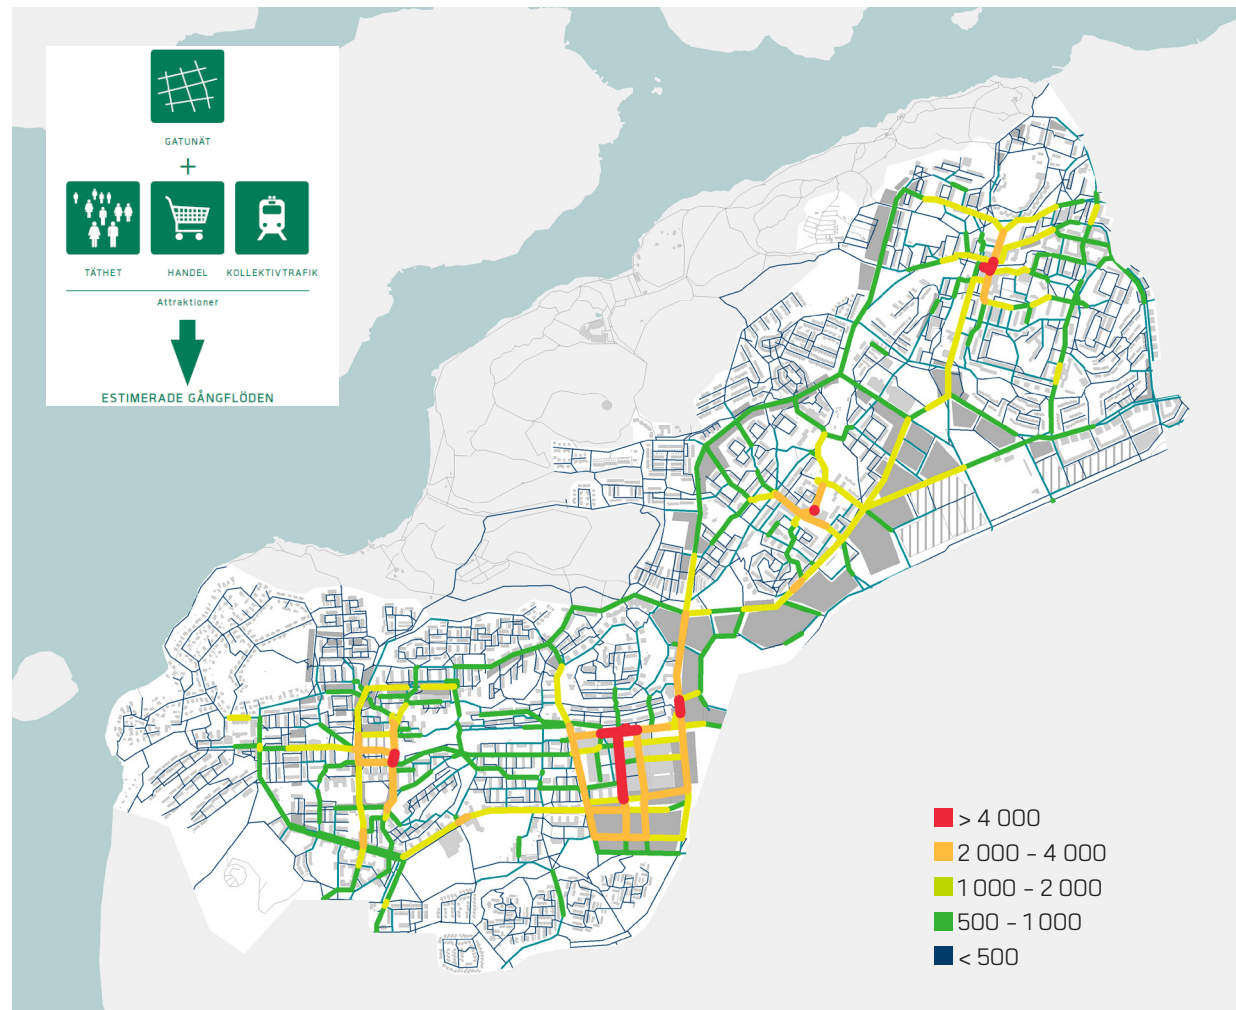 GATUNÄT
+
TÄTHET HANDEL KOLLEKTIVTRAFIK
Attraktioner
ESTIMERADE GÅNGFLÖDEN
> 4 000
2 000 - 4 000
1 000 - 2 000
500 - 1 000
< 500